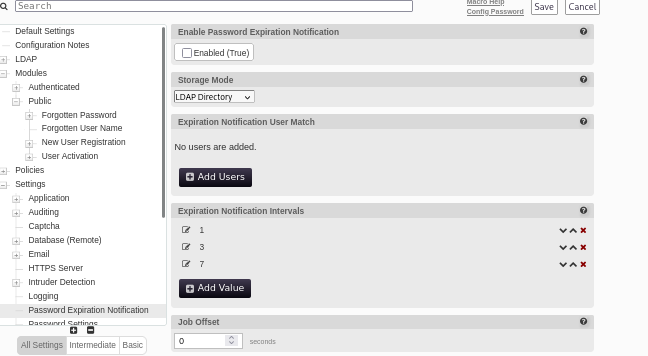 Search
Macro Help
Config Password
Save
Cancel
Default Settings
Configuration Notes
LDAP
Modules
Authenticated
Public
Forgotten Password
Forgotten User Name
New User Registration
User Activation
Policies
Settings
Application
Auditing
Captcha
Database (Remote)
Email
HTTPS Server
Intruder Detection
Logging
Password Expiration Notification
Password Settings
All Settings
Intermediate
Basic
Enable Password Expiration Notification
Enabled (True)
Storage Mode
LDAP Directory
Expiration Notification User Match
No users are added.
Add Users
Expiration Notification Intervals
1
3
7
Add Value
Job Offset
0
seconds